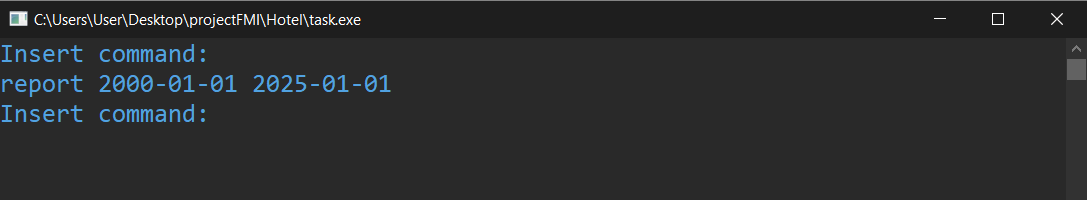 C:\Users\User\Desktop\projectFMI\Hotel\task.exe
Insert command:
report 2000-01-01 2025-01-01
Insert command: